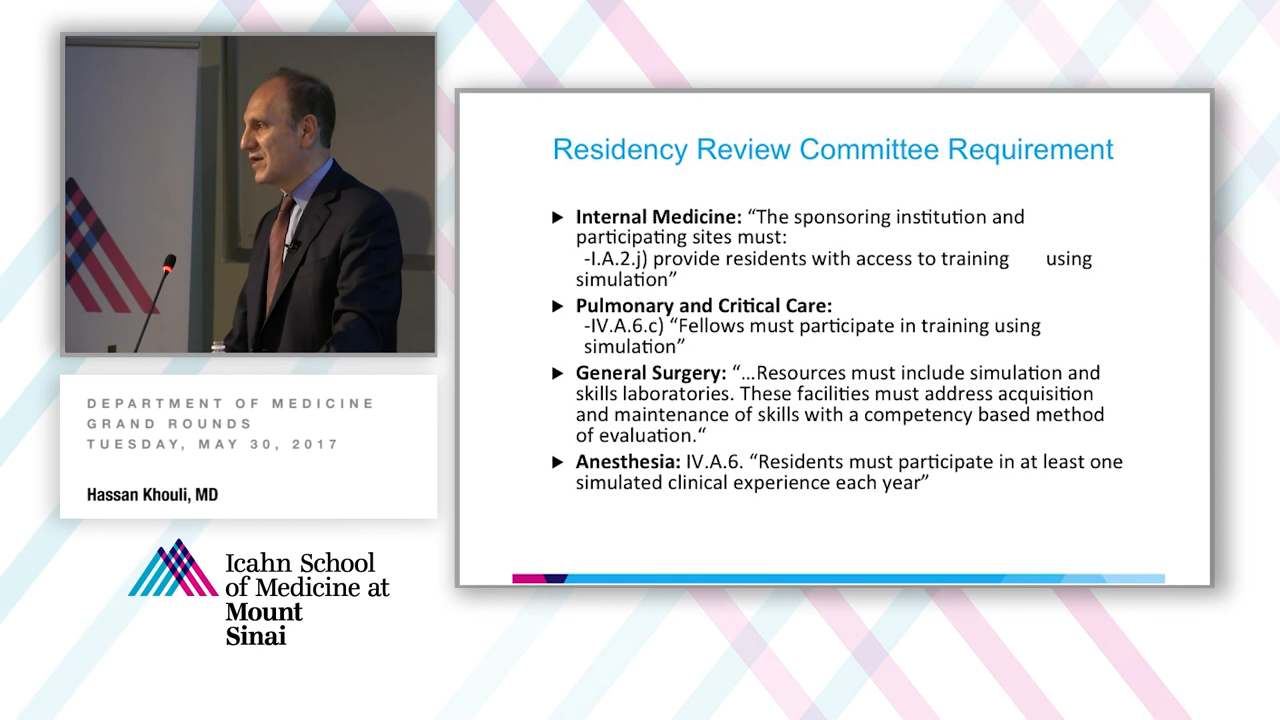 DEPARTMENT OF MEDICINE
GRAND ROUNDS
TUESDAY, MAY 30, 2017
Hassan Khouli, MD
Icahn School
of Medicine at
Mount
Sinai
Residency Review Committee Requirement
▶ Internal Medicine: “The sponsoring institution and
participating sites must:
-I.A.2.j) provide residents with access to training using
simulation”
▶ Pulmonary and Critical Care:
-IV.A.6.c) “Fellows must participate in training using
simulation”
▶ General Surgery: “...Resources must include simulation and
skills laboratories. These facilities must address acquisition
and maintenance of skills with a competency based method
of evaluation.“
▶ Anesthesia: IV.A.6. “Residents must participate in at least one
simulated clinical experience each year”